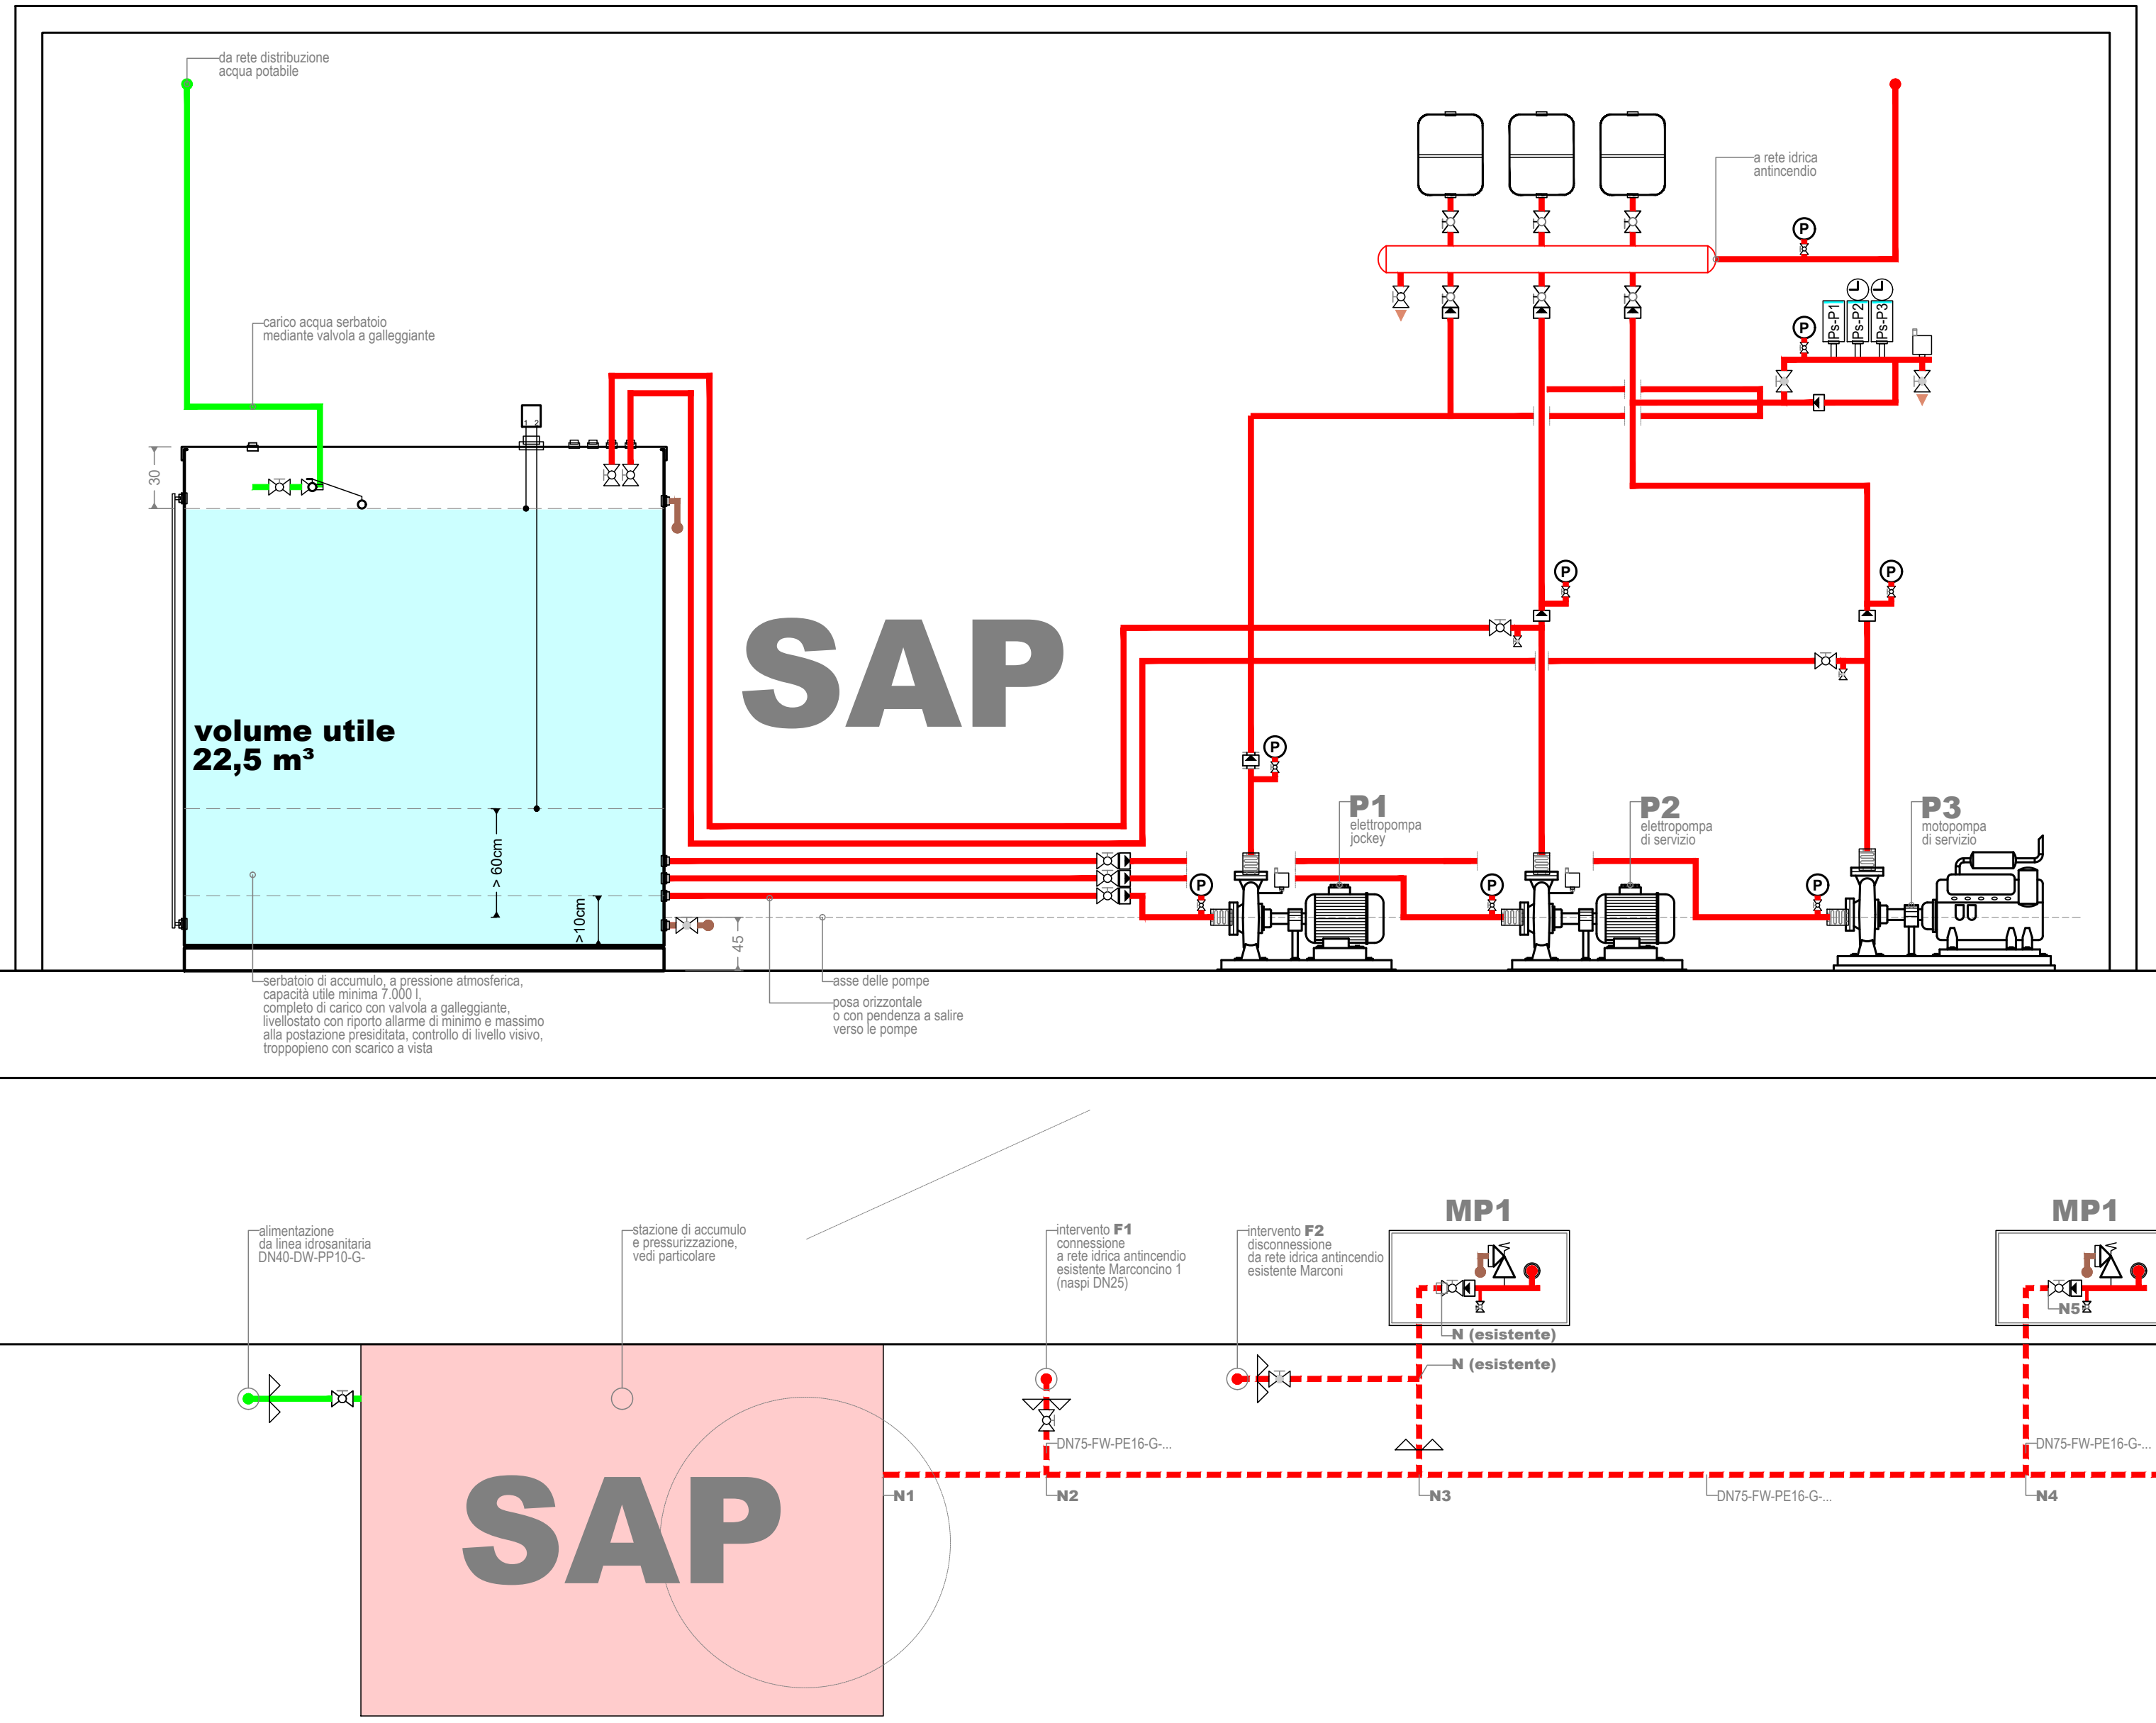 da rete distribuzione
acqua potabile
a rete idrica
antincendio
P
Ps-P1
Ps-P2
Ps-P3
P
carico acqua serbatoio
mediante valvola a galleggiante
1 2
30
P
P
SAP
volume utile
22,5 m³
P
P1
elettropompa
jockey
P2
elettropompa
di servizio
P3
motopompa
di servizio
> 60cm
>10cm
P
P
P
45
serbatoio di accumulo, a pressione atmosferica,
capacità utile minima 7.000 l,
completo di carico con valvola a galleggiante,
livellostato con riporto allarme di minimo e massimo
alla postazione presiditata, controllo di livello visivo,
troppopieno con scarico a vista
asse delle pompe
posa orizzontale
o con pendenza a salire
verso le pompe
MP1
MP1
alimentazione
da linea idrosanitaria
DN40-DW-PP10-G-
stazione di accumulo
e pressurizzazione,
vedi particolare
intervento F1
connessione
a rete idrica antincendio
esistente Marconcino 1
(naspi DN25)
intervento F2
disconnessione
da rete idrica antincendio
esistente Marconi
N5
N (esistente)
N (esistente)
DN75-FW-PE16-G-...
DN75-FW-PE16-G-...
SAP
N1
N2
N3
DN75-FW-PE16-G-...
N4